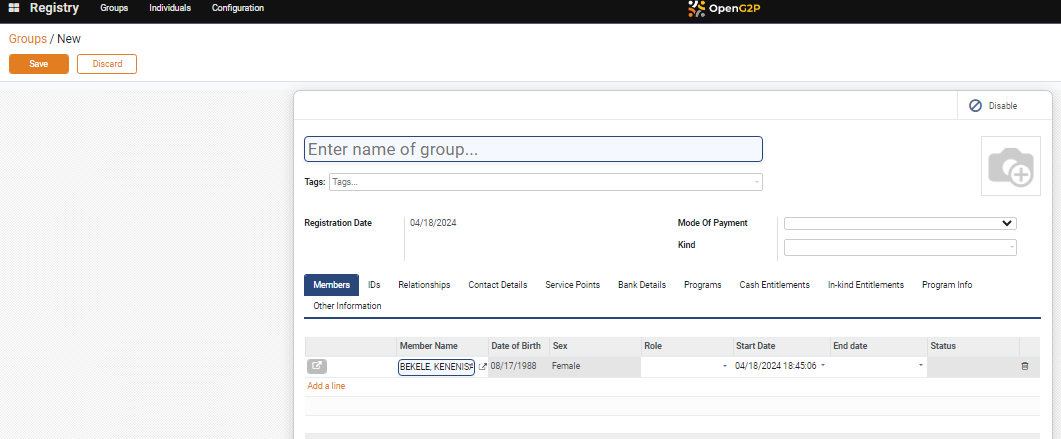 Registry Groups Individuals Configuration OpenG2P
Groups / New
Save Discard
Disable
Enter name of group...
Tags: Tags...
Registration Date 04/18/2024 Mode Of Payment
Kind
Members IDs Relationships Contact Details Service Points Bank Details Programs Cash Entitlements In-kind Entitlements Program Info
Other Information
Member Name Date of Birth Sex Role Start Date End date Status
BEKELE, KENENIS 08/17/1988 Female 04/18/2024 18:45:06
Add a line